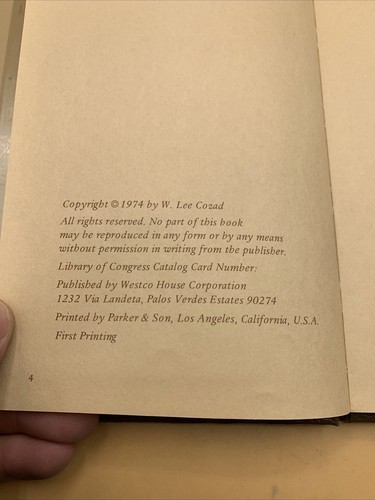 Copyright © 1974 by W. Lee Cozad
All rights reserved. No part of this book
may be reproduced in any form or by any means
without permission in writing from the publisher.
Library of Congress Catalog Card Number:
Published by Westco House Corporation
1232 Via Landeta, Palos Verdes Estates 90274
Printed by Parker & Son, Los Angeles, California, U.S.A.
First Printing
4